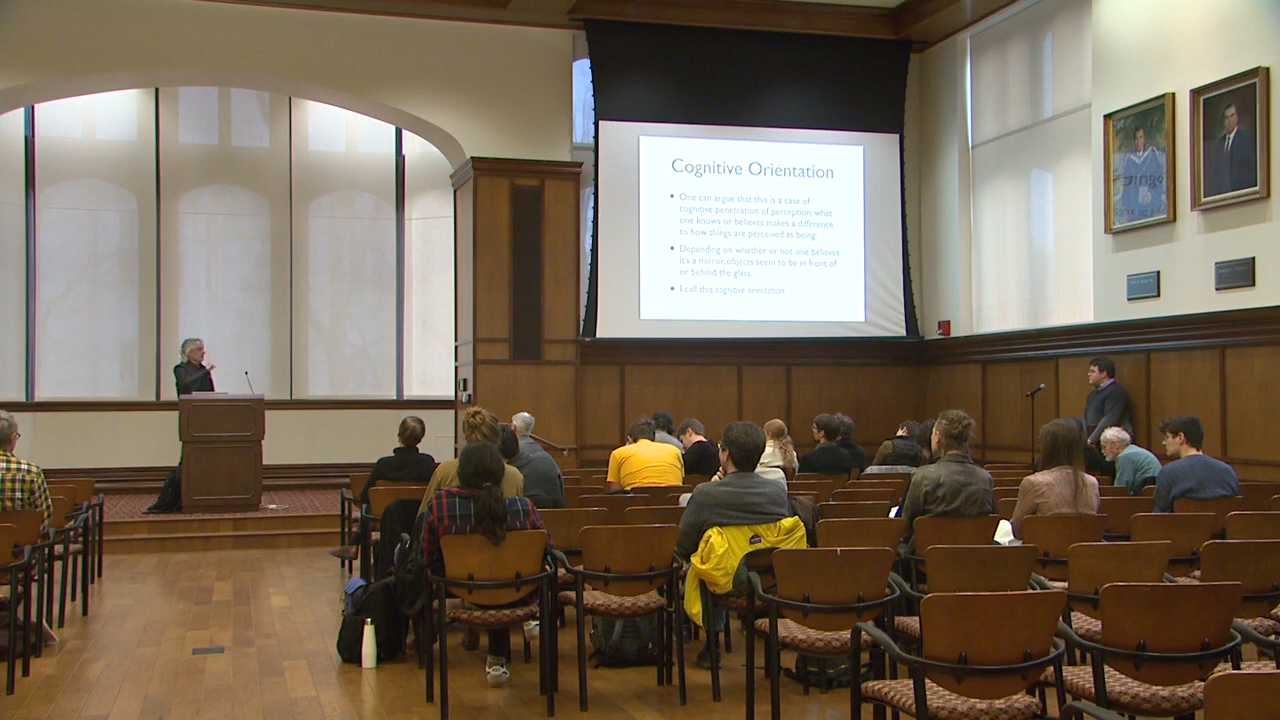 Cognitive Orientation
• One can argue that this is a case of
cognitive penetration of perception: what
one knows or believes makes a difference
to how things are perceived as being.
• Depending on whether or not one believes
it's a mirror, objects seem to be in front of
or behind the glass.
• I call this cognitive orientation.